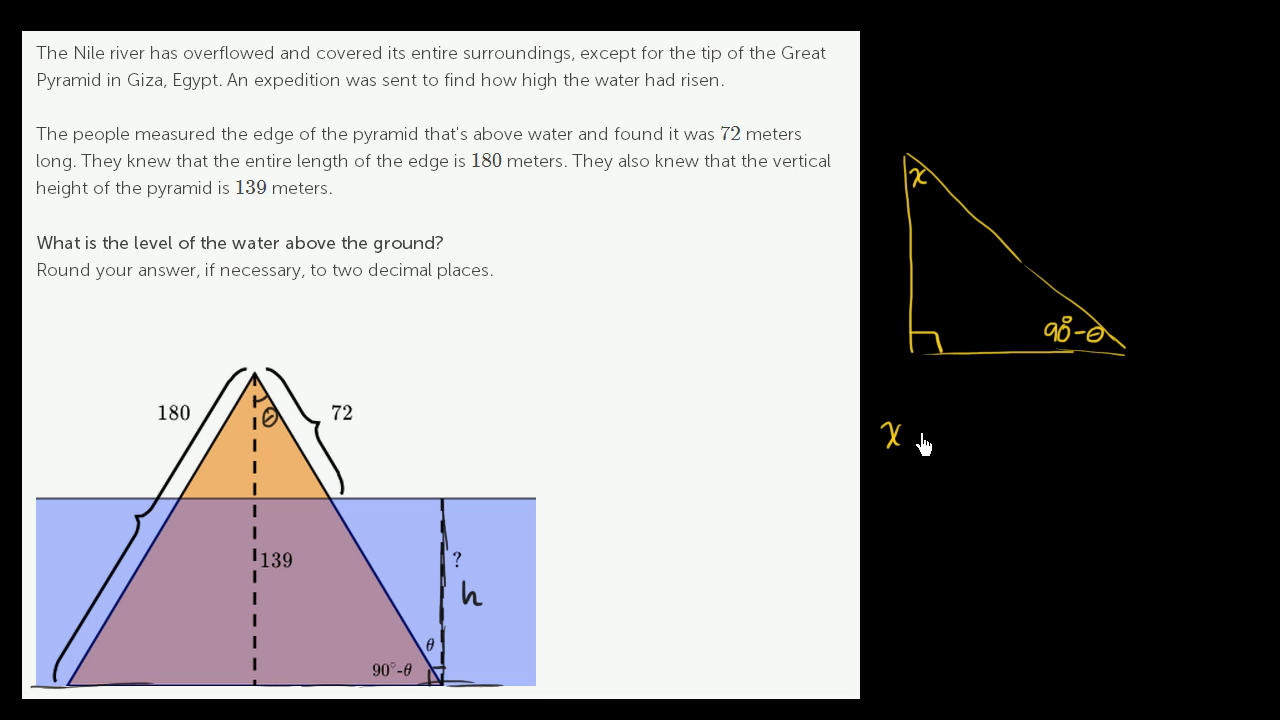 The Nile river has overflowed and covered its entire surroundings, except for the tip of the Great
Pyramid in Giza, Egypt. An expedition was sent to find how high the water had risen.
The people measured the edge of the pyramid that's above water and found it was 72 meters
long. They knew that the entire length of the edge is 180 meters. They also knew that the vertical
height of the pyramid is 139 meters.
What is the level of the water above the ground?
Round your answer, if necessary, to two decimal places.
180
θ
72
139
?
h
θ
90°-θ
x
90°-θ
x